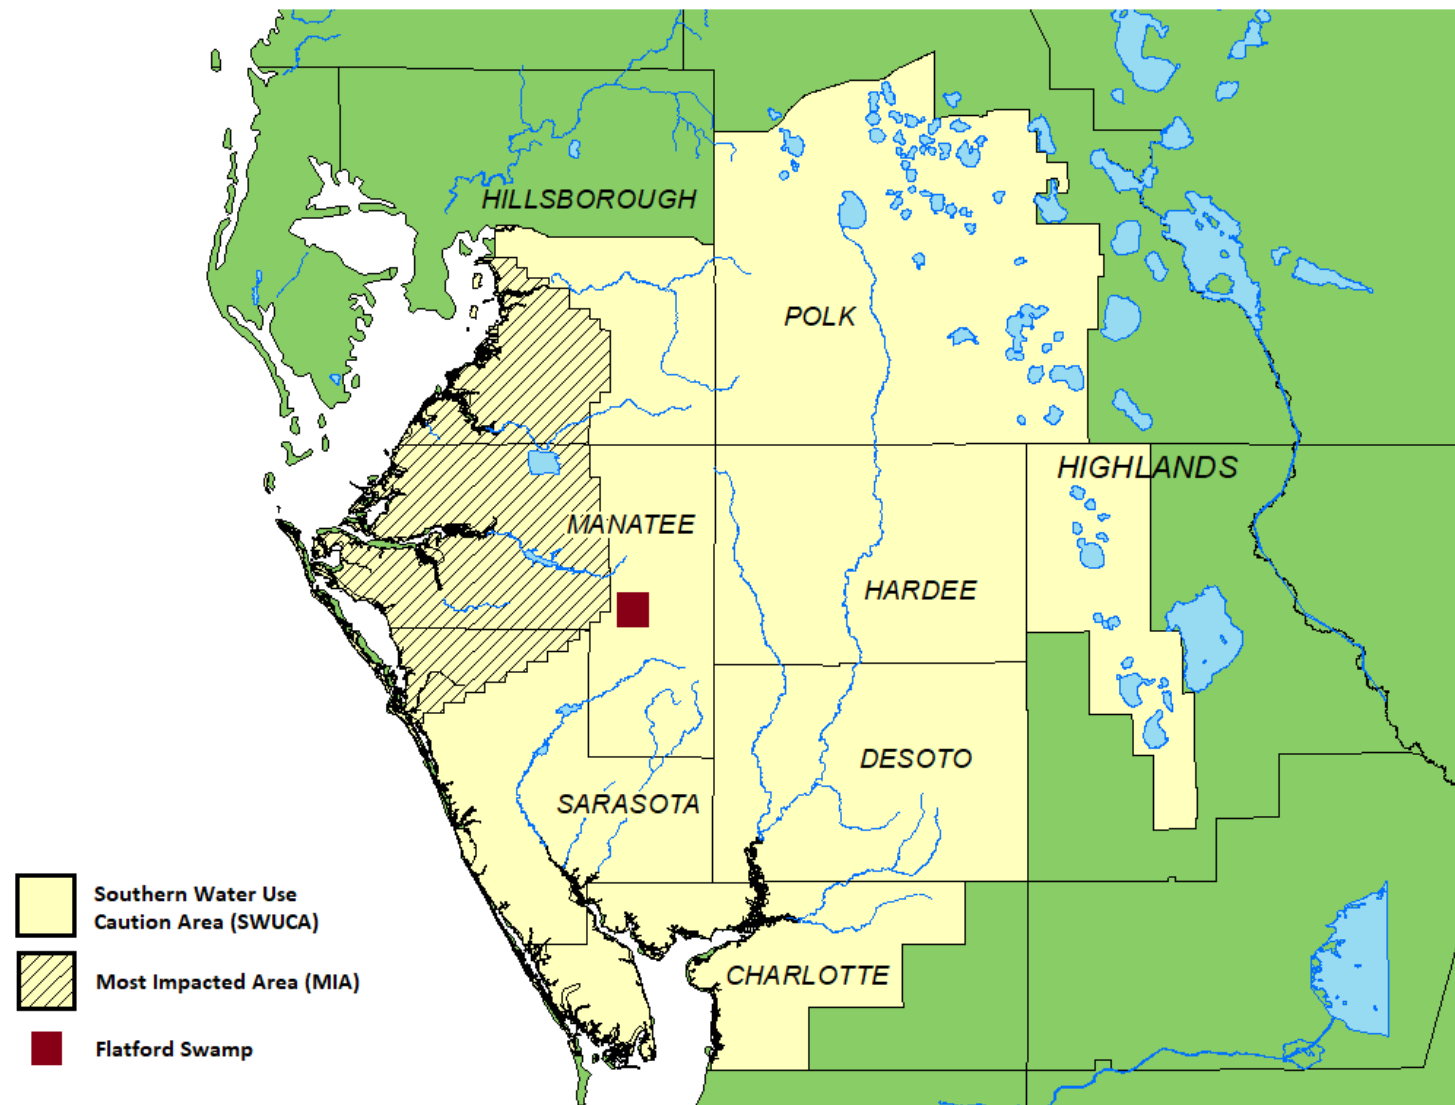 HILLSBOROUGH
POLK
HIGHLANDS
MANATEE
HARDEE
DESOTO
SARASOTA
CHARLOTTE
Southern Water Use
Caution Area (SWUCA)
Most Impacted Area (MIA)
Flatford Swamp